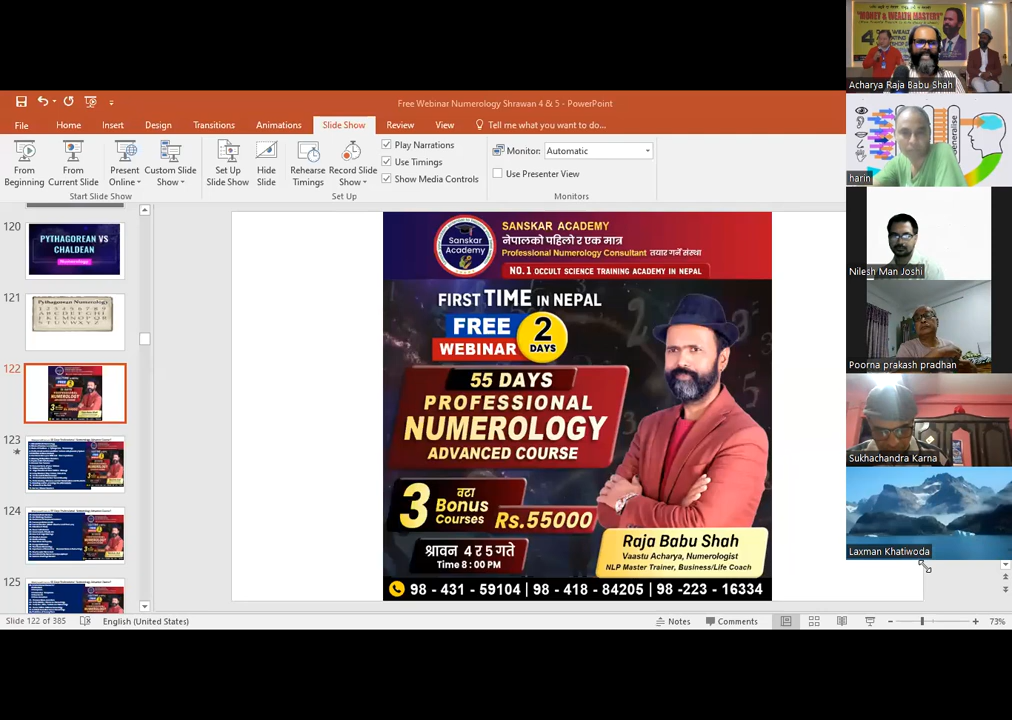 Free Webinar Numerology Shrawan 4 & 5 - PowerPoint
File Home Insert Design Transitions Animations Slide Show Review View Tell me what you want to do...
From Beginning
From Current Slide
Present Online
Custom Slide Show
Start Slide Show
Set Up Slide Show
Hide Slide
Rehearse Timings
Record Slide Show
Play Narrations
Use Timings
Show Media Controls
Set Up
Monitor: Automatic
Use Presenter View
Monitors
120
PYTHAGOREAN VS
CHALDEAN
Numerology
121
Pythagorean Numerology
122
123
124
125
Sanskar
Academy
SANSKAR ACADEMY
नेपालको पहिलो र एक मात्र
Professional Numerology Consultant तयार गर्ने संस्था
NO. 1 OCCULT SCIENCE TRAINING ACADEMY IN NEPAL
FIRST TIME IN NEPAL
FREE
WEBINAR
2
DAYS
55 DAYS
PROFESSIONAL
NUMEROLOGY
ADVANCED COURSE
3 वटा
Bonus
Courses
Rs.55000
श्रावन ४ र ५ गते
Time 8 : 00 PM
Raja Babu Shah
Vaastu Acharya, Numerologist
NLP Master Trainer, Business/Life Coach
98 - 431 - 59104 | 98 - 418 - 84205 | 98 -223 - 16334
"MONEY & WEALTH MASTERY"
Acharya Raja Babu Shah
Generalise
harin
Nilesh Man Joshi
Poorna prakash pradhan
Sukhachandra Karna
Laxman Khatiwoda
Slide 122 of 385
English (United States)
Notes
Comments
73%